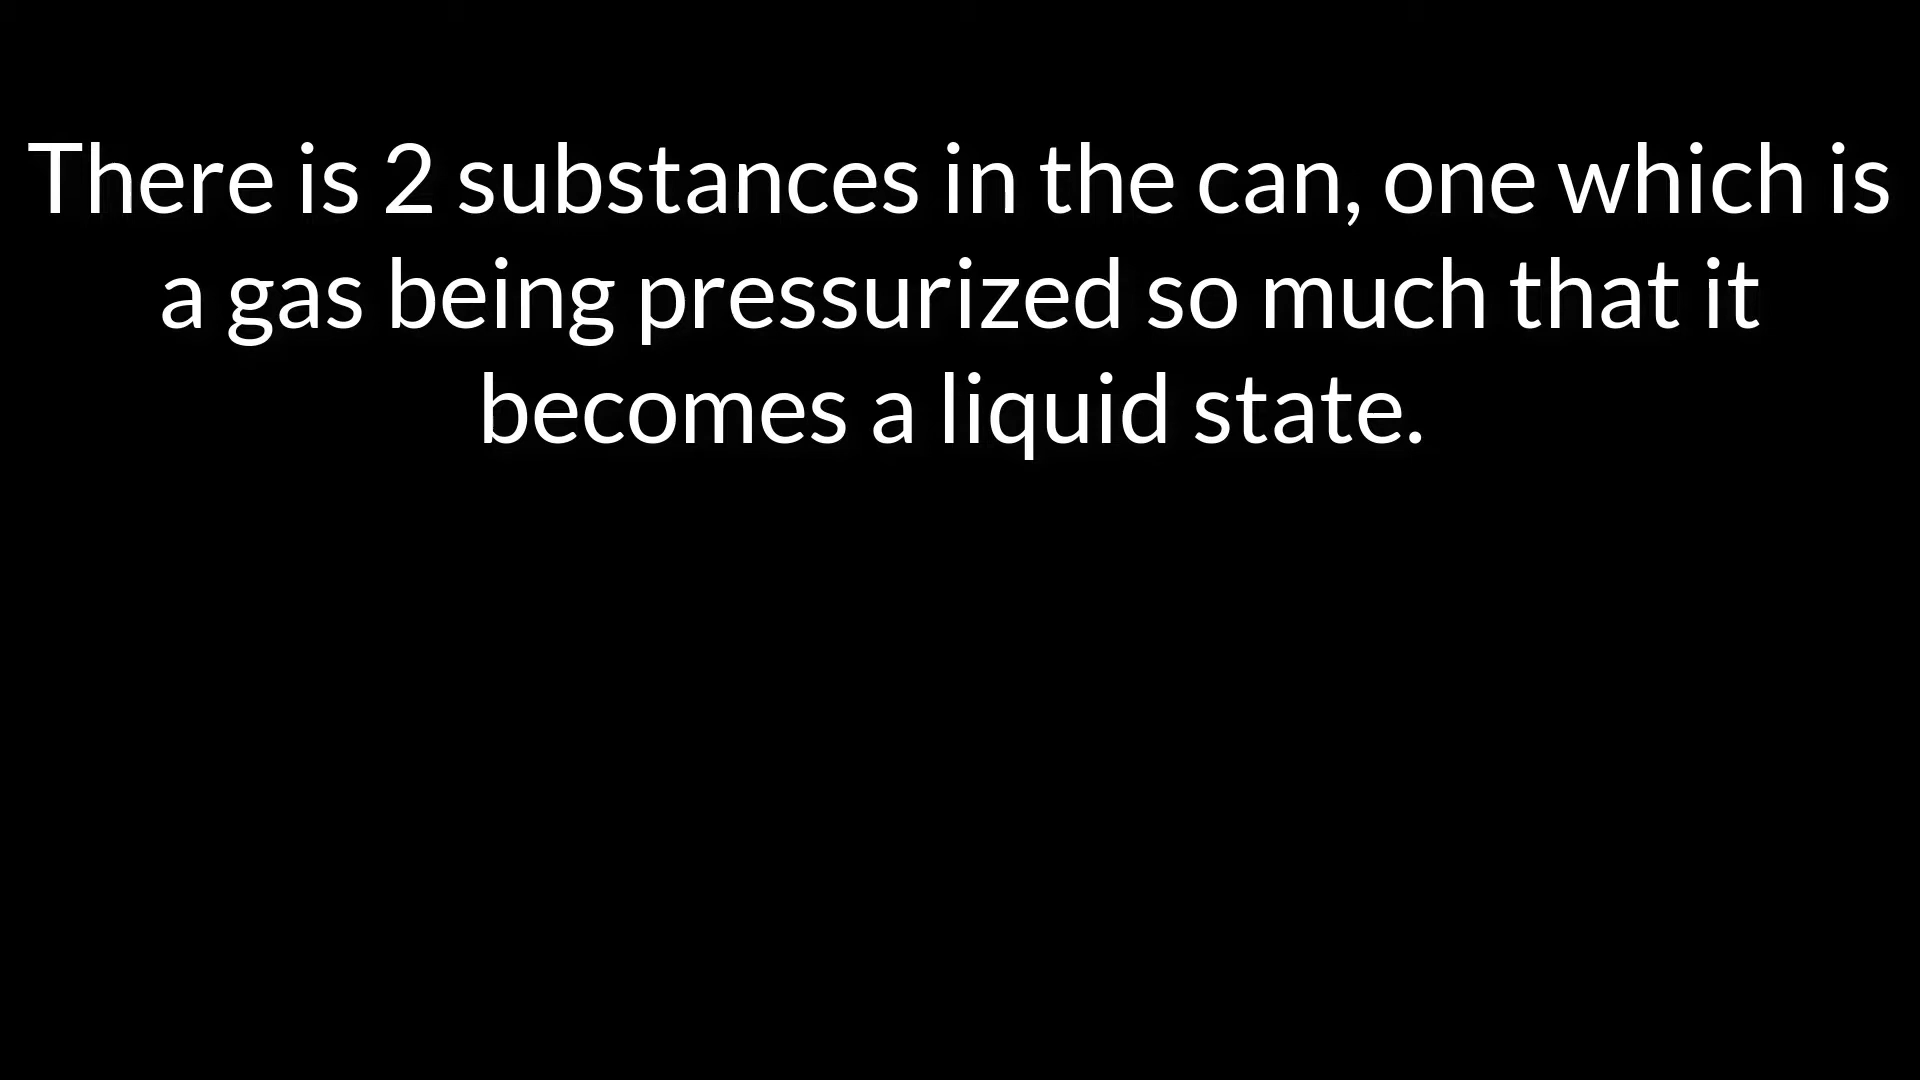 There is 2 substances in the can, one which is
a gas being pressurized so much that it
becomes a liquid state.